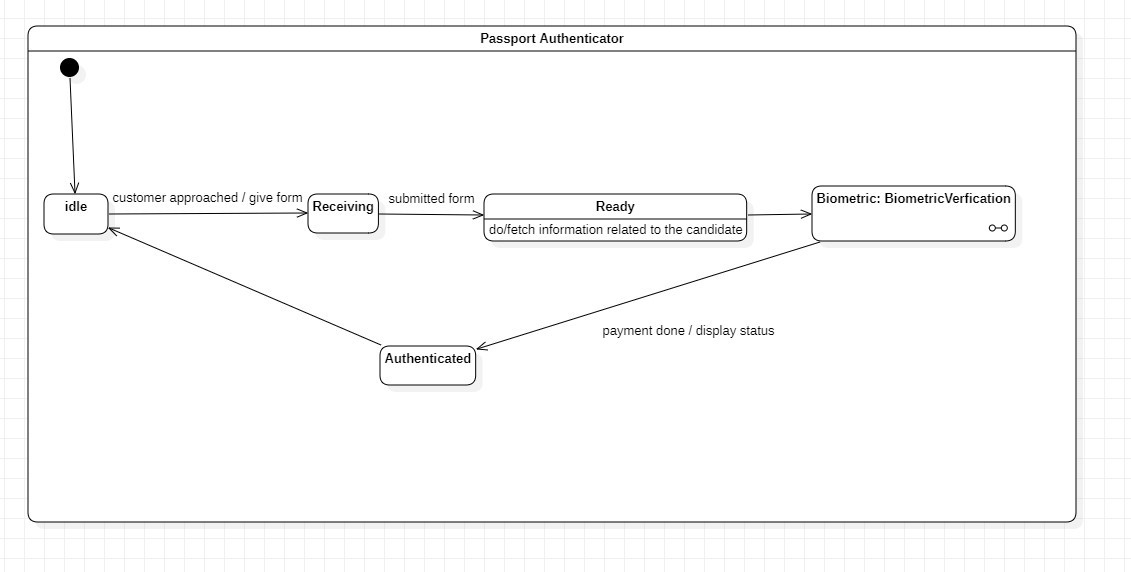 Passport Authenticator
idle
customer approached / give form
Receiving
submitted form
Ready
do/fetch information related to the candidate
Biometric: BiometricVerfication
payment done / display status
Authenticated